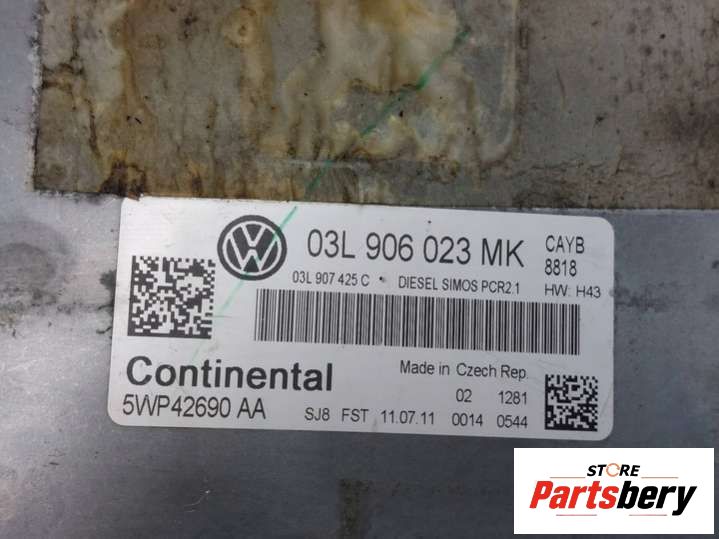 03L 906 023 MK CAYB
8818
03L 907 425 C • DIESEL SIMOS PCR2.1 HW: H43
Continental Made in Czech Rep.
02 1281
5WP42690 AA SJ8 FST 11.07.11 0014 0544
STORE
Partsbery